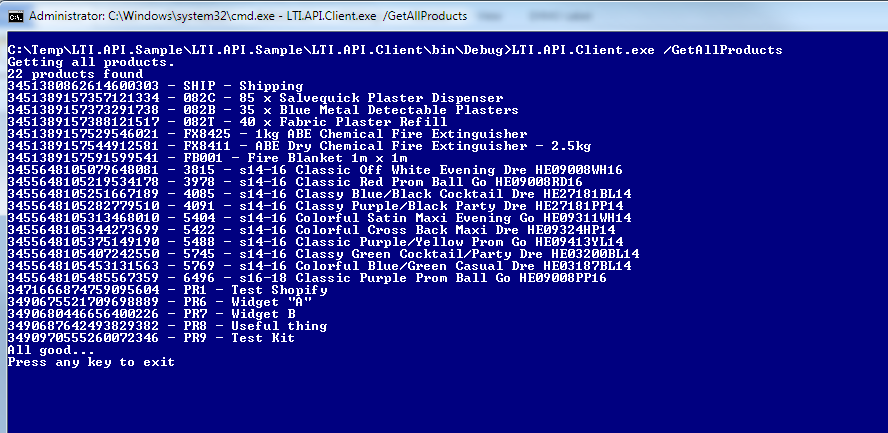 Administrator: C:\Windows\system32\cmd.exe - LTI.API.Client.exe /GetAllProducts
C:\Temp\LTI.API.Sample\LTI.API.Sample\LTI.API.Client\bin\Debug>LTI.API.Client.exe /GetAllProducts
Getting all products.
22 products found
3451380862614600303 - SHIP - Shipping
3451389157357121334 - 082C - 85 x Salvequick Plaster Dispenser
3451389157373291738 - 082B - 35 x Blue Metal Detectable Plasters
3451389157388121517 - 082T - 40 x Fabric Plaster Refill
3451389157529546021 - FX8425 - 1kg ABE Chemical Fire Extinguisher
3451389157544912581 - FX8411 - ABE Dry Chemical Fire Extinguisher - 2.5kg
3451389157591599541 - FB001 - Fire Blanket 1m x 1m
3455648105079648081 - 3815 - s14-16 Classic Off White Evening Dre HE09008WH16
3455648105219534178 - 3978 - s14-16 Classic Red Prom Ball Go HE09008RD16
3455648105251667189 - 4085 - s14-16 Classy Blue/Black Cocktail Dre HE27181BL14
3455648105282779510 - 4091 - s14-16 Classy Purple/Black Party Dre HE27181PP14
3455648105313468010 - 5404 - s14-16 Colorful Satin Maxi Evening Go HE09311WH14
3455648105344273699 - 5422 - s14-16 Colorful Cross Back Maxi Dre HE09324HP14
3455648105375149190 - 5488 - s14-16 Classic Purple/Yellow Prom Go HE09413YL14
3455648105407242550 - 5745 - s14-16 Classy Green Cocktail/Party Dre HE03200BL14
3455648105453131563 - 5769 - s14-16 Colorful Blue/Green Casual Dre HE03187BL14
3455648105485567359 - 6496 - s16-18 Classic Purple Prom Ball Go HE09008PP16
3471666874759095604 - PR1 - Test Shopify
3490675521709698889 - PR6 - Widget "A"
3490680446656400226 - PR7 - Widget B
3490687642493829382 - PR8 - Useful thing
3490970555260072346 - PR9 - Test Kit
All good...
Press any key to exit